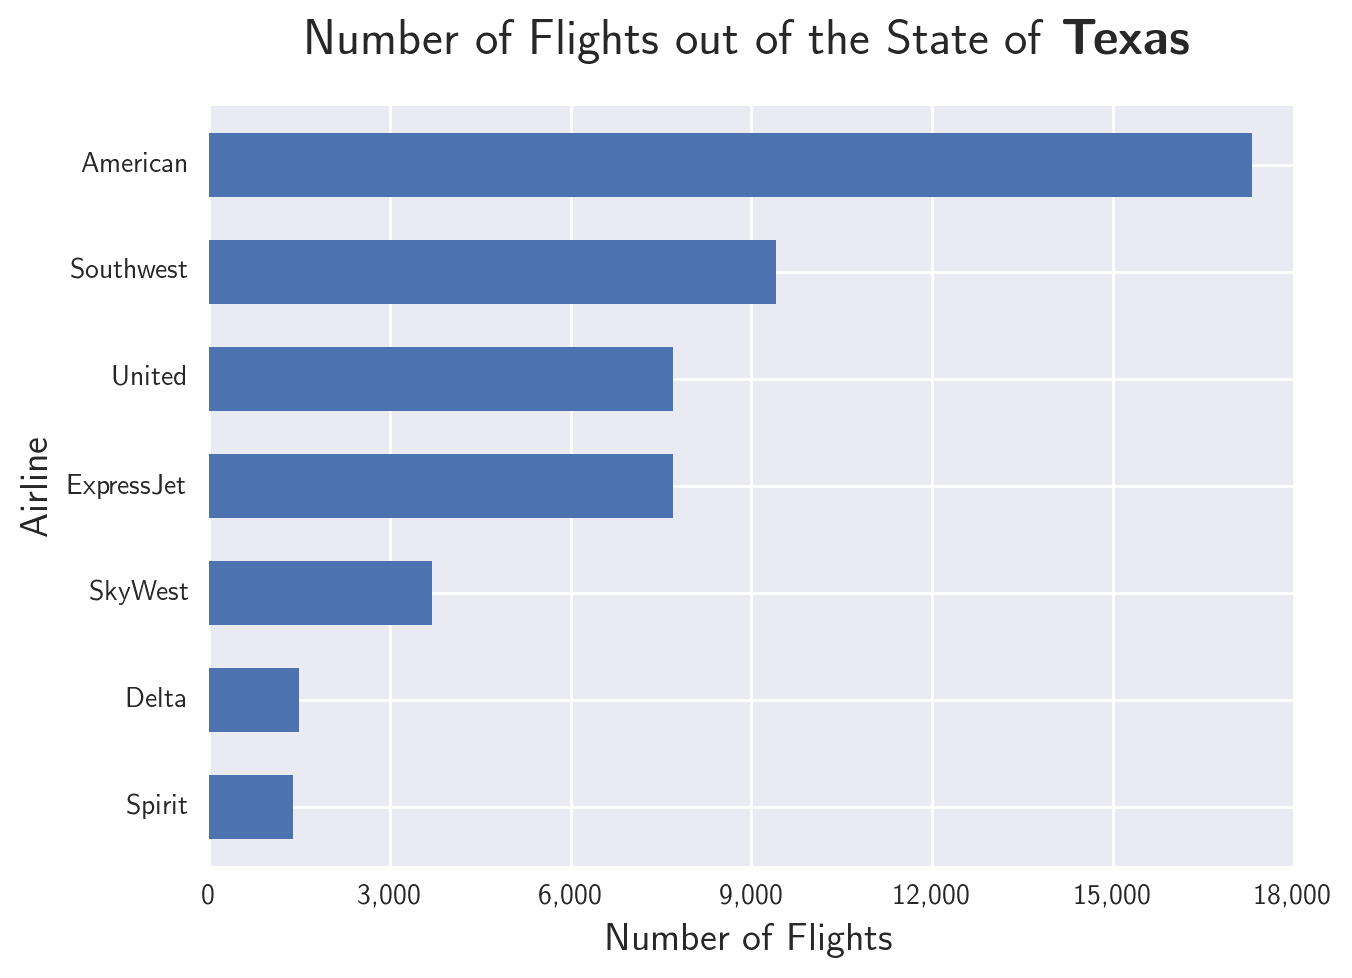 Number of Flights out of the State of Texas
American
Southwest
United
ExpressJet
SkyWest
Delta
Spirit
Airline
0 3,000 6,000 9,000 12,000 15,000 18,000
Number of Flights